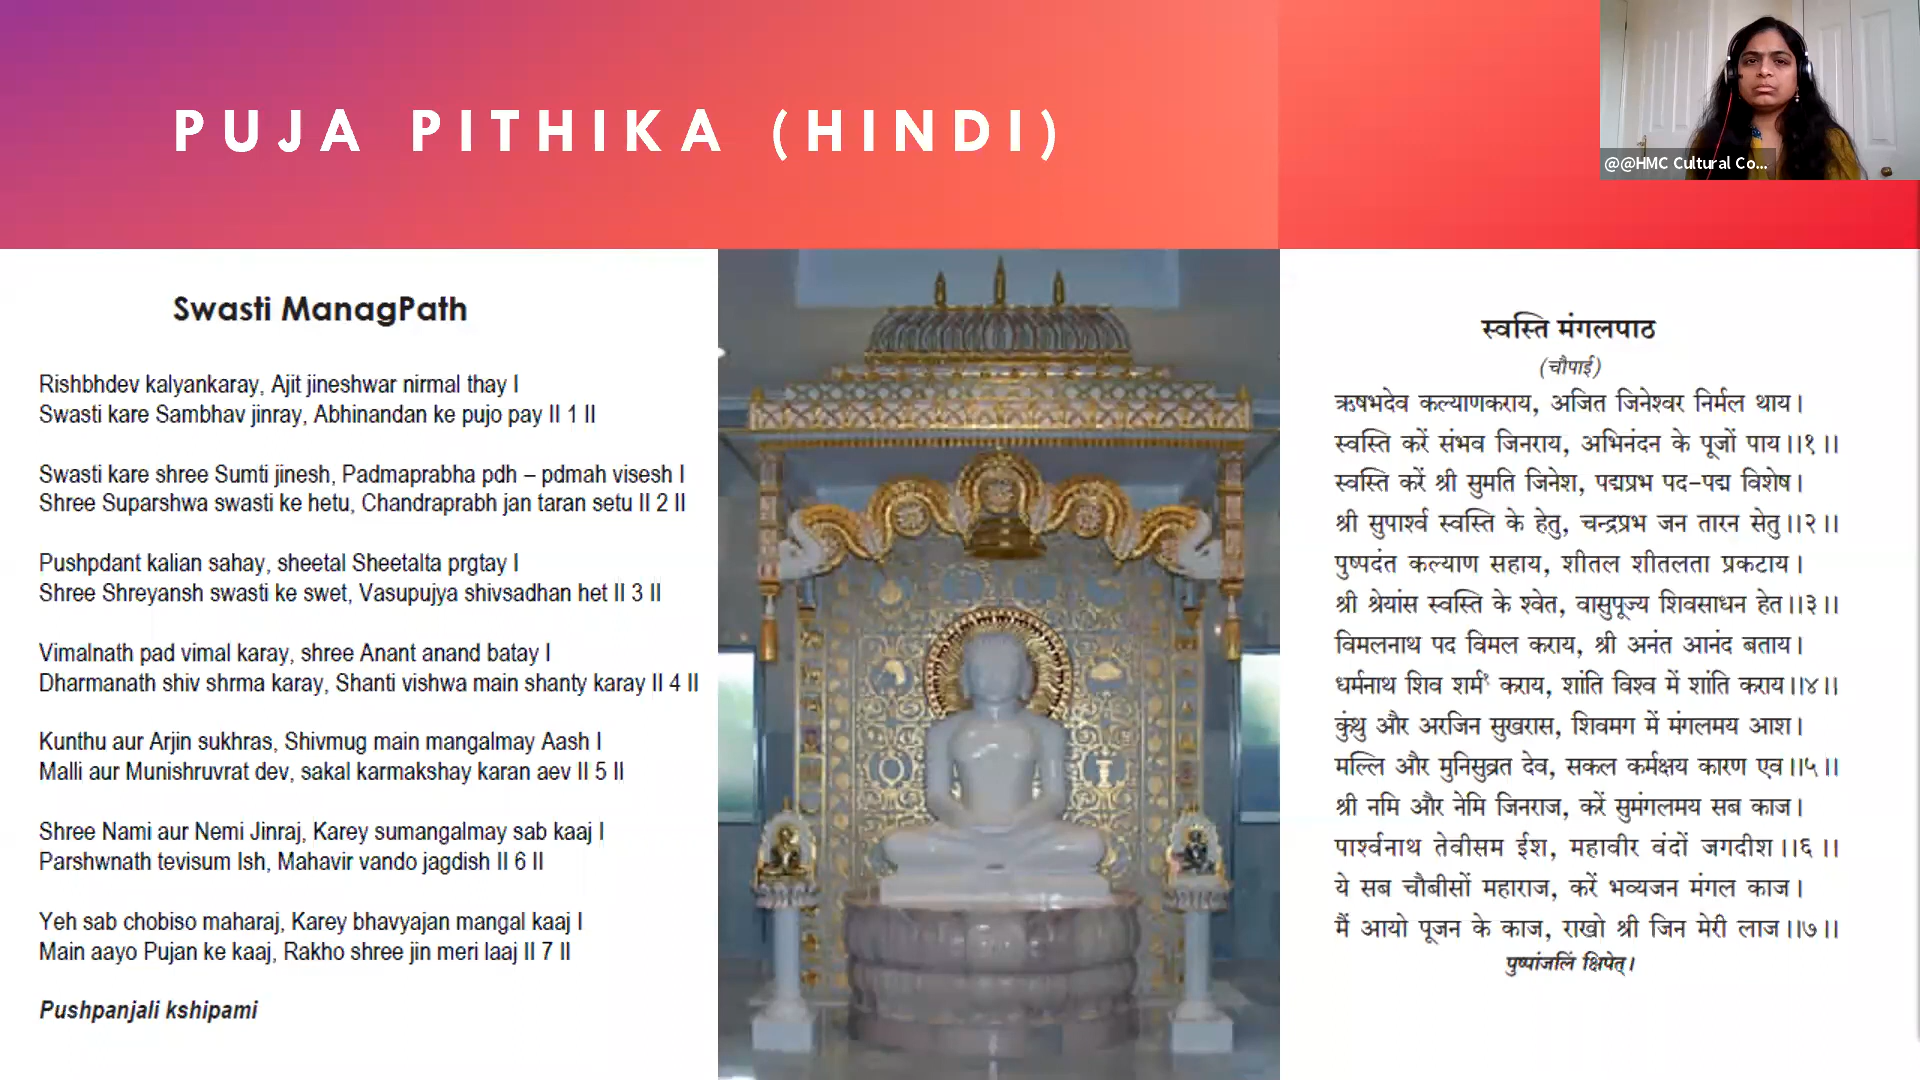 PUJA PITHIKA (HINDI)
@@HMC Cultural Co...
Swasti ManagPath
Rishbhdev kalyankaray, Ajit jineshwar nirmal thay I
Swasti kare Sambhav jinray, Abhinandan ke pujo pay II 1 II
Swasti kare shree Sumti jinesh, Padmaprabha pdh – pdmah visesh I
Shree Suparshwa swasti ke hetu, Chandraprabh jan taran setu II 2 II
Pushpdant kalian sahay, sheetal Sheetalta prgtay I
Shree Shreyansh swasti ke swet, Vasupujya shivsadhan het II 3 II
Vimalnath pad vimal karay, shree Anant anand batay I
Dharmanath shiv shrma karay, Shanti vishwa main shanty karay II 4 II
Kunthu aur Arjin sukhras, Shivmug main mangalmay Aash I
Malli aur Munishruvrat dev, sakal karmakshay karan aev II 5 II
Shree Nami aur Nemi Jinraj, Karey sumangalmay sab kaaj I
Parshwnath tevisum Ish, Mahavir vando jagdish II 6 II
Yeh sab chobiso maharaj, Karey bhavyajan mangal kaaj I
Main aayo Pujan ke kaaj, Rakho shree jin meri laaj II 7 II
Pushpanjali kshipami
स्वस्ति मंगलपाठ
(चौपाई)
ऋषभदेव कल्याणकराय, अजित जिनेश्वर निर्मल थाय।
स्वस्ति करें संभव जिनराय, अभिनंदन के पूजों पाय।।१।।
स्वस्ति करें श्री सुमति जिनेश, पद्मप्रभ पद-पद्म विशेष।
श्री सुपार्श्व स्वस्ति के हेतु, चन्द्रप्रभ जन तारन सेतु।।२।।
पुष्पदंत कल्याण सहाय, शीतल शीतलता प्रकटाय।
श्री श्रेयांस स्वस्ति के श्वेत, वासुपूज्य शिवसाधन हेत।।३।।
विमलनाथ पद विमल कराय, श्री अनंत आनंद बताय।
धर्मनाथ शिव शर्म¹ कराय, शांति विश्व में शांति कराय।।४।।
कुंथु और अरजिन सुखरास, शिवमग में मंगलमय आश।
मल्लि और मुनिसुव्रत देव, सकल कर्मक्षय कारण एव।।५।।
श्री नमि और नेमि जिनराज, करें सुमंगलमय सब काज।
पार्श्वनाथ तेवीसम ईश, महावीर वंदों जगदीश।।६।।
ये सब चौबीसों महाराज, करें भव्यजन मंगल काज।
मैं आयो पूजन के काज, राखो श्री जिन मेरी लाज।।७।।
पुष्पांजलिं क्षिपेत्।